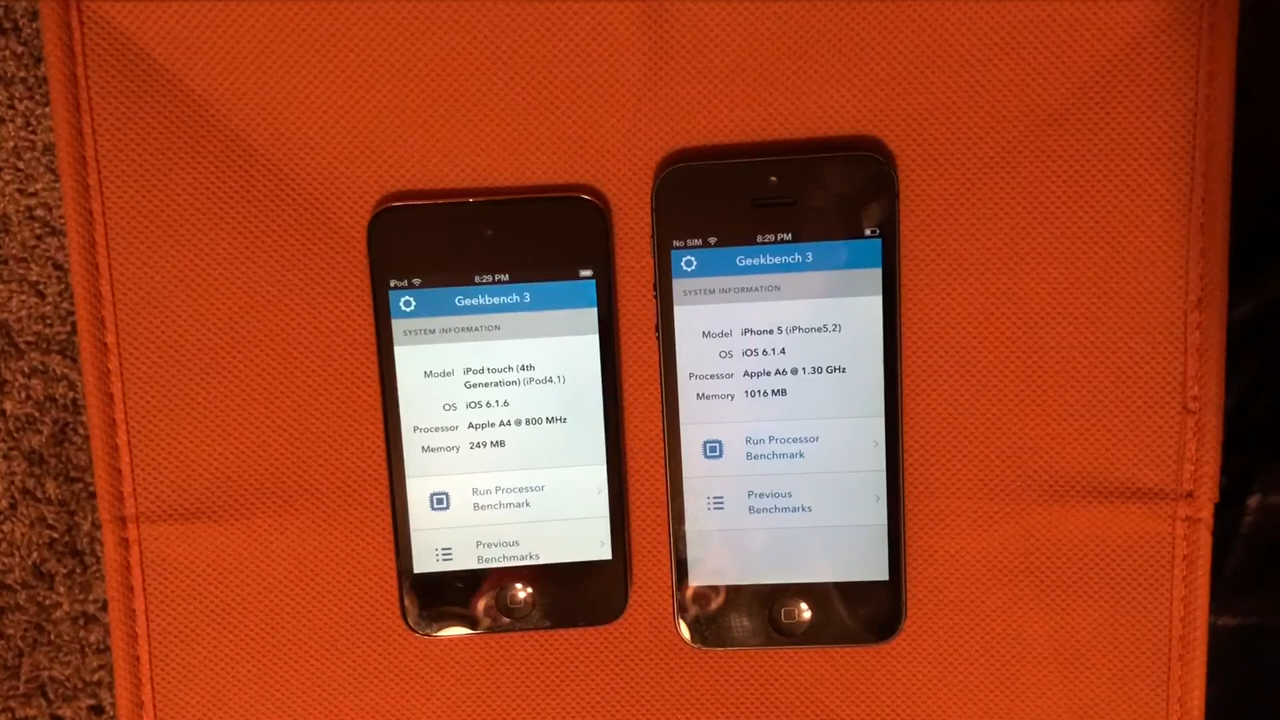 iPod 8:29 PM
Geekbench 3
SYSTEM INFORMATION
Model iPod touch (4th
Generation) (iPod4,1)
OS iOS 6.1.6
Processor Apple A4 @ 800 MHz
Memory 249 MB
Run Processor
Benchmark
Previous
Benchmarks
No SIM 8:29 PM
Geekbench 3
SYSTEM INFORMATION
Model iPhone 5 (iPhone5,2)
OS iOS 6.1.4
Processor Apple A6 @ 1.30 GHz
Memory 1016 MB
Run Processor
Benchmark
Previous
Benchmarks